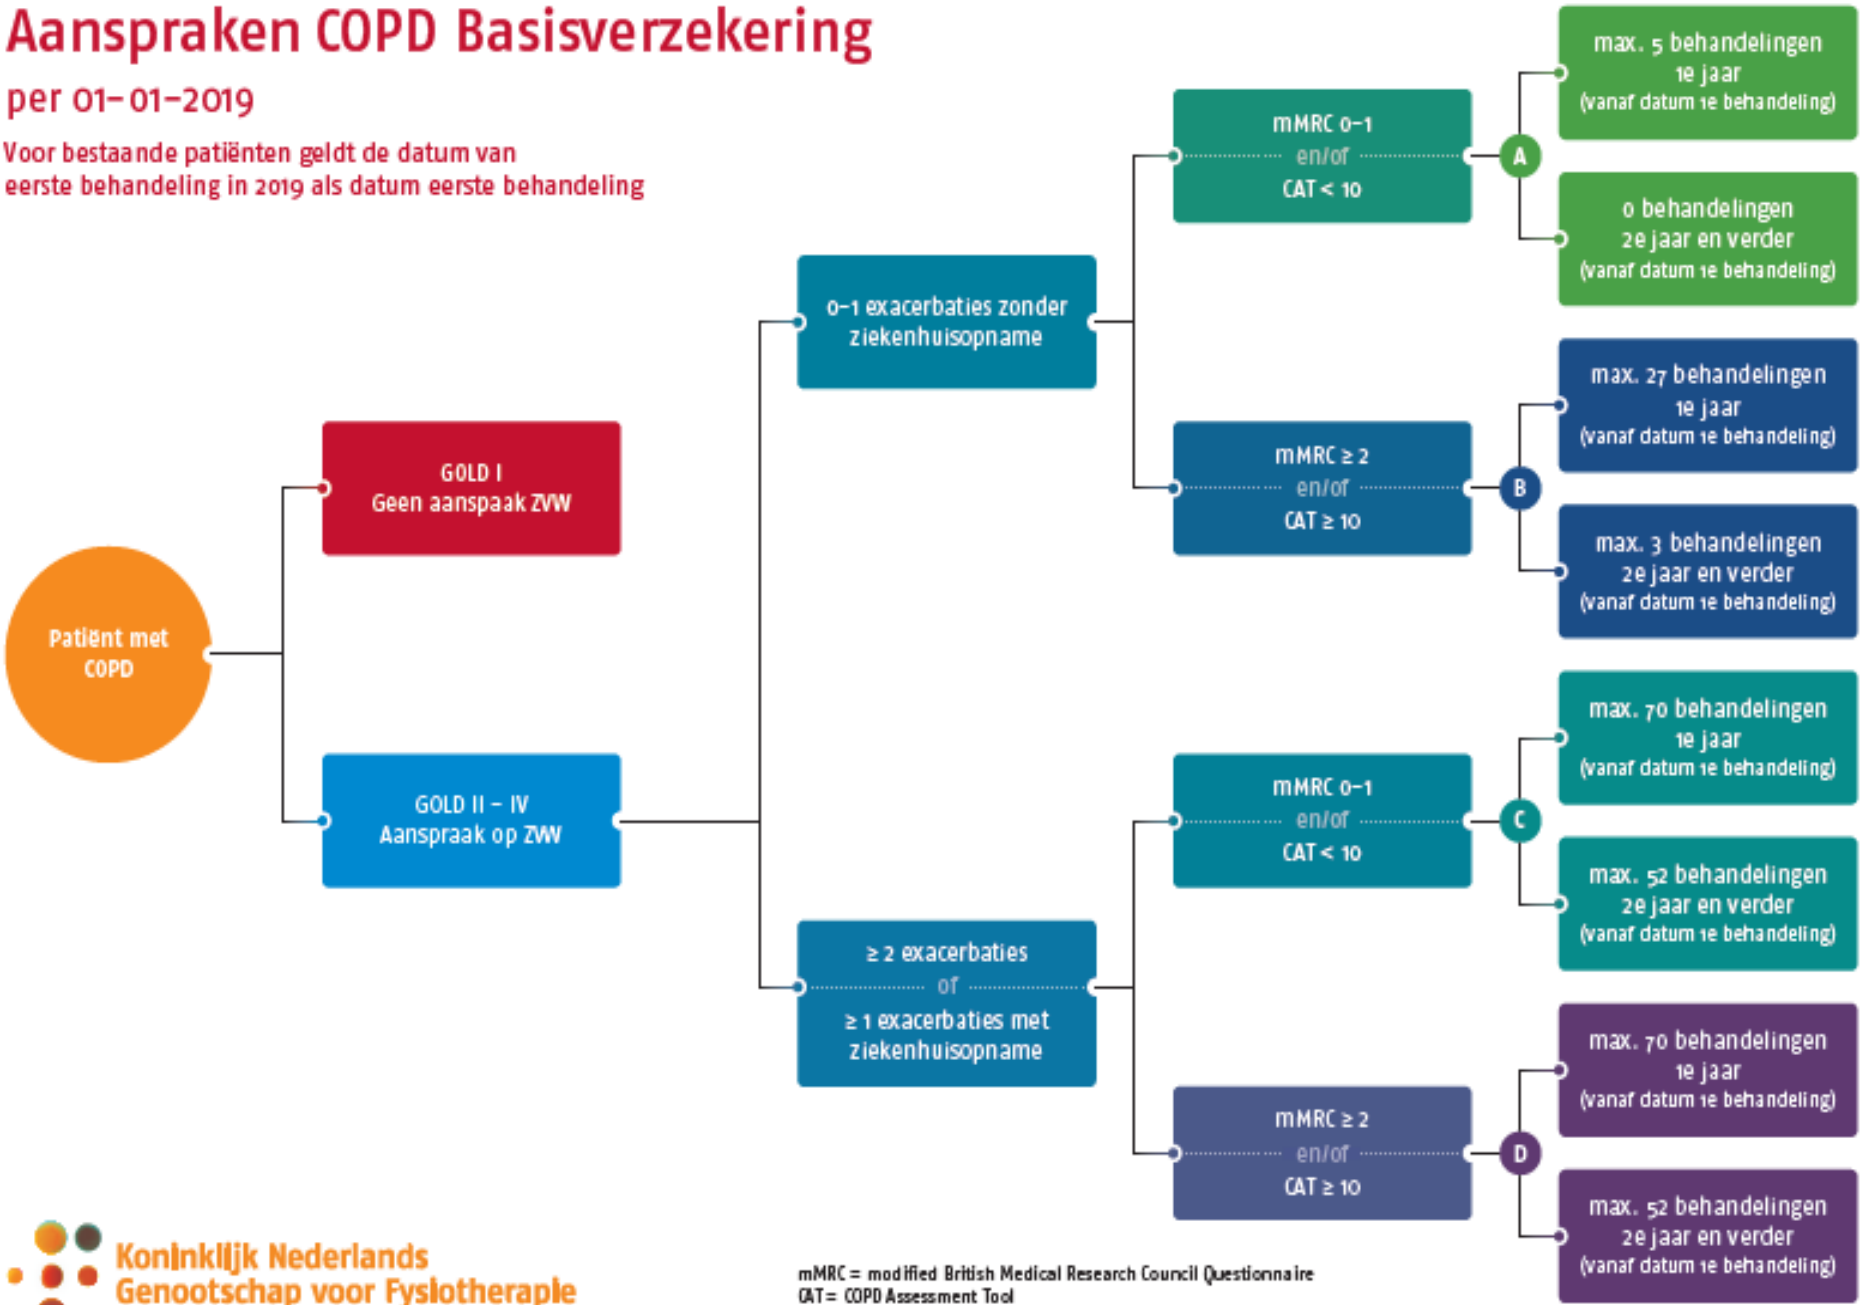 Aanspraken COPD Basisverzekering
per 01-01-2019
Voor bestaande patiënten geldt de datum van
eerste behandeling in 2019 als datum eerste behandeling
Patiënt met
COPD
GOLD I
Geen aanspaak ZVW
GOLD II - IV
Aanspraak op ZVW
0-1 exacerbaties zonder
ziekenhuisopname
≥ 2 exacerbaties
of
≥ 1 exacerbaties met
ziekenhuisopname
mMRC 0-1
en/of
CAT < 10
A
max. 5 behandelingen
1e jaar
(vanaf datum 1e behandeling)
0 behandelingen
2e jaar en verder
(vanaf datum 1e behandeling)
mMRC ≥ 2
en/of
CAT ≥ 10
B
max. 27 behandelingen
1e jaar
(vanaf datum 1e behandeling)
max. 3 behandelingen
2e jaar en verder
(vanaf datum 1e behandeling)
mMRC 0-1
en/of
CAT < 10
C
max. 70 behandelingen
1e jaar
(vanaf datum 1e behandeling)
max. 52 behandelingen
2e jaar en verder
(vanaf datum 1e behandeling)
mMRC ≥ 2
en/of
CAT ≥ 10
D
max. 70 behandelingen
1e jaar
(vanaf datum 1e behandeling)
max. 52 behandelingen
2e jaar en verder
(vanaf datum 1e behandeling)
Koninklijk Nederlands
Genootschap voor Fysiotherapie
mMRC = modified British Medical Research Council Questionnaire
CAT = COPD Assessment Tool